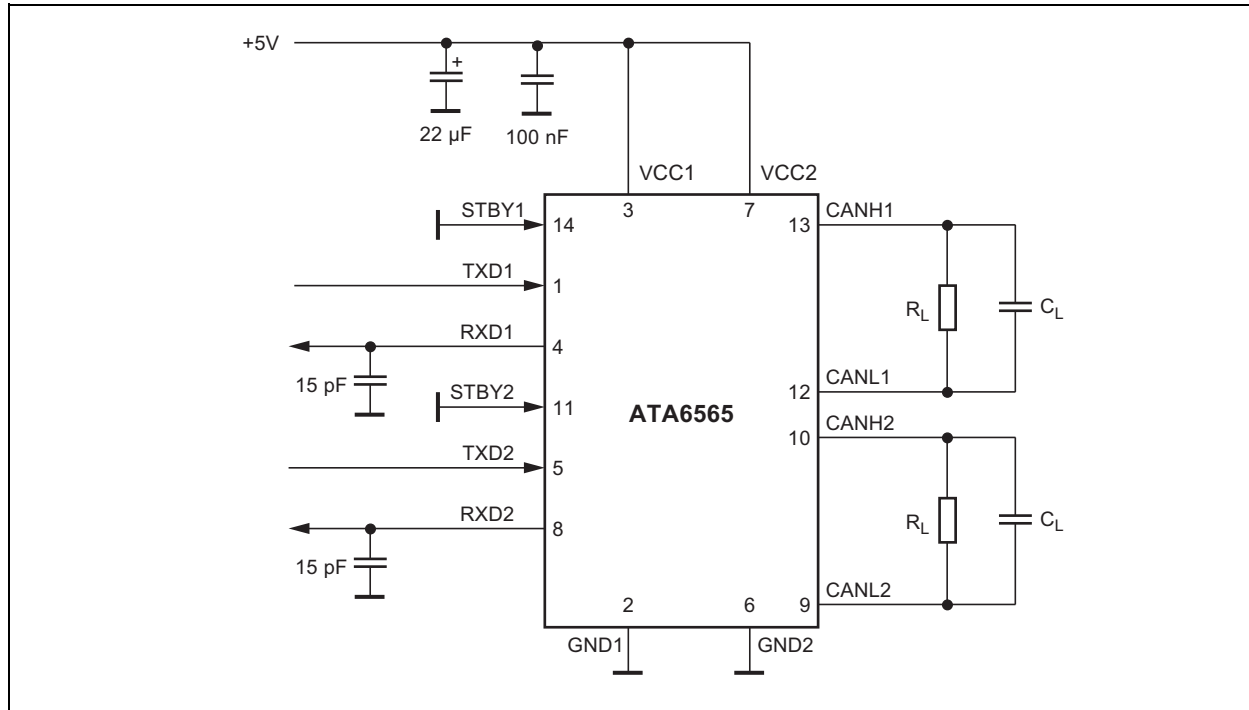 +5V
+
22 µF
100 nF
VCC1
VCC2
3
7
STBY1
14
13
CANH1
TXD1
1
R_L
C_L
RXD1
4
15 pF
12
CANL1
STBY2
11
ATA6565
10
CANH2
TXD2
5
R_L
C_L
RXD2
8
15 pF
2
6
9
CANL2
GND1
GND2